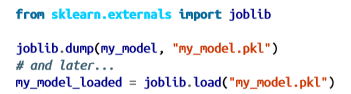 from sklearn.externals import joblib
joblib.dump(my_model, "my_model.pkl")
# and later...
my_model_loaded = joblib.load("my_model.pkl")